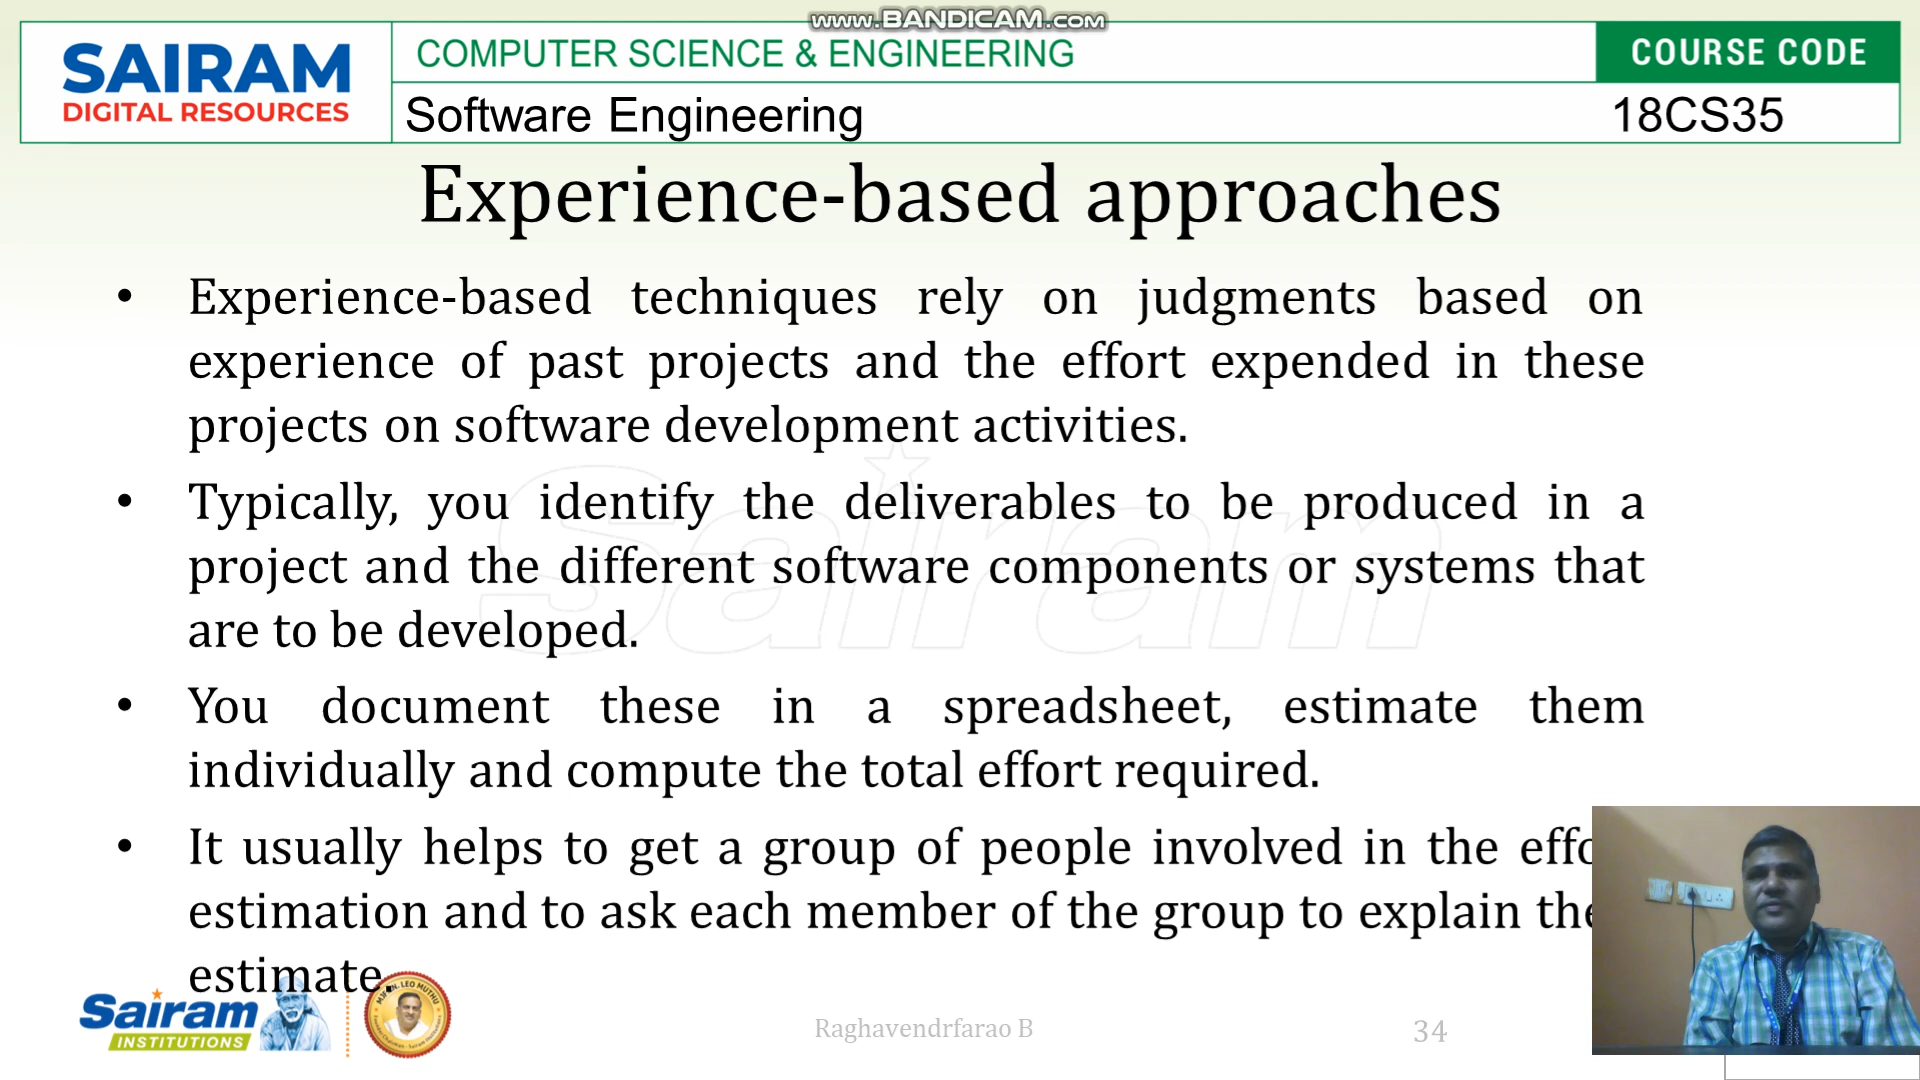 www.BANDICAM.com
SAIRAM
DIGITAL RESOURCES
COMPUTER SCIENCE & ENGINEERING
COURSE CODE
Software Engineering
18CS35
Experience-based approaches
• Experience-based techniques rely on judgments based on
experience of past projects and the effort expended in these
projects on software development activities.
• Typically, you identify the deliverables to be produced in a
project and the different software components or systems that
are to be developed.
• You document these in a spreadsheet, estimate them
individually and compute the total effort required.
• It usually helps to get a group of people involved in the
estimation and to ask each member of the group to explain
estimate.
Sairam
Sairam
INSTITUTIONS
LEO MUTHU
Raghavendrfarao B
34